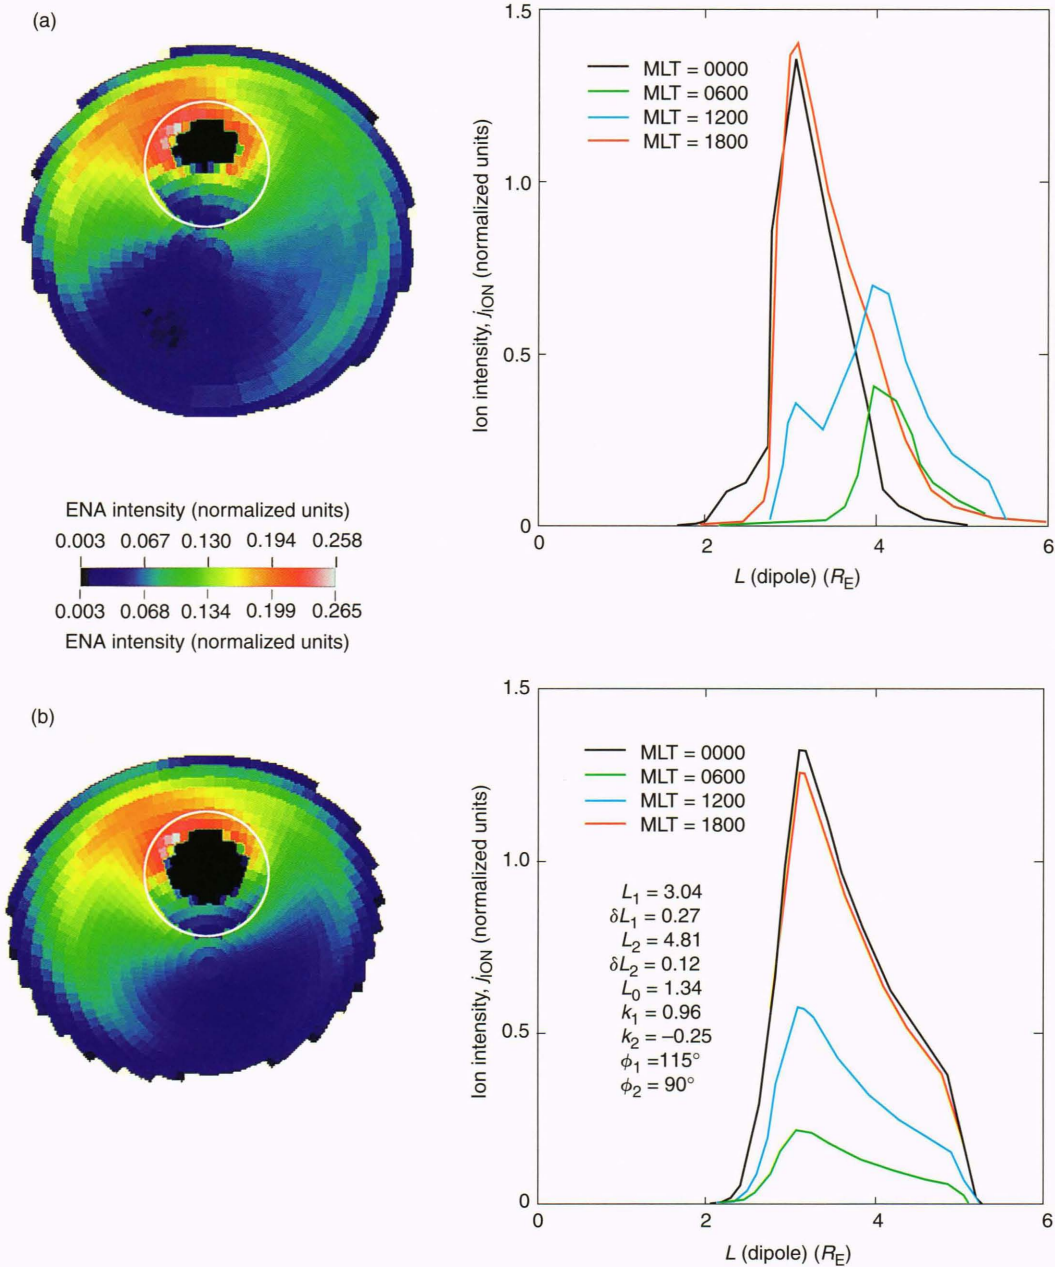 (a)
1.5
1.0
0.5
0
0
2
4
6
Ion intensity, jION (normalized units)
MLT = 0000
MLT = 0600
MLT = 1200
MLT = 1800
L (dipole) (RE)
ENA intensity (normalized units)
0.003 0.067 0.130 0.194 0.258
0.003 0.068 0.134 0.199 0.265
ENA intensity (normalized units)
(b)
1.5
1.0
0.5
0
0
2
4
6
Ion intensity, jION (normalized units)
MLT = 0000
MLT = 0600
MLT = 1200
MLT = 1800
L1 = 3.04
δL1 = 0.27
L2 = 4.81
δL2 = 0.12
L0 = 1.34
k1 = 0.96
k2 = –0.25
ϕ1 =115°
ϕ2 = 90°
L (dipole) (RE)